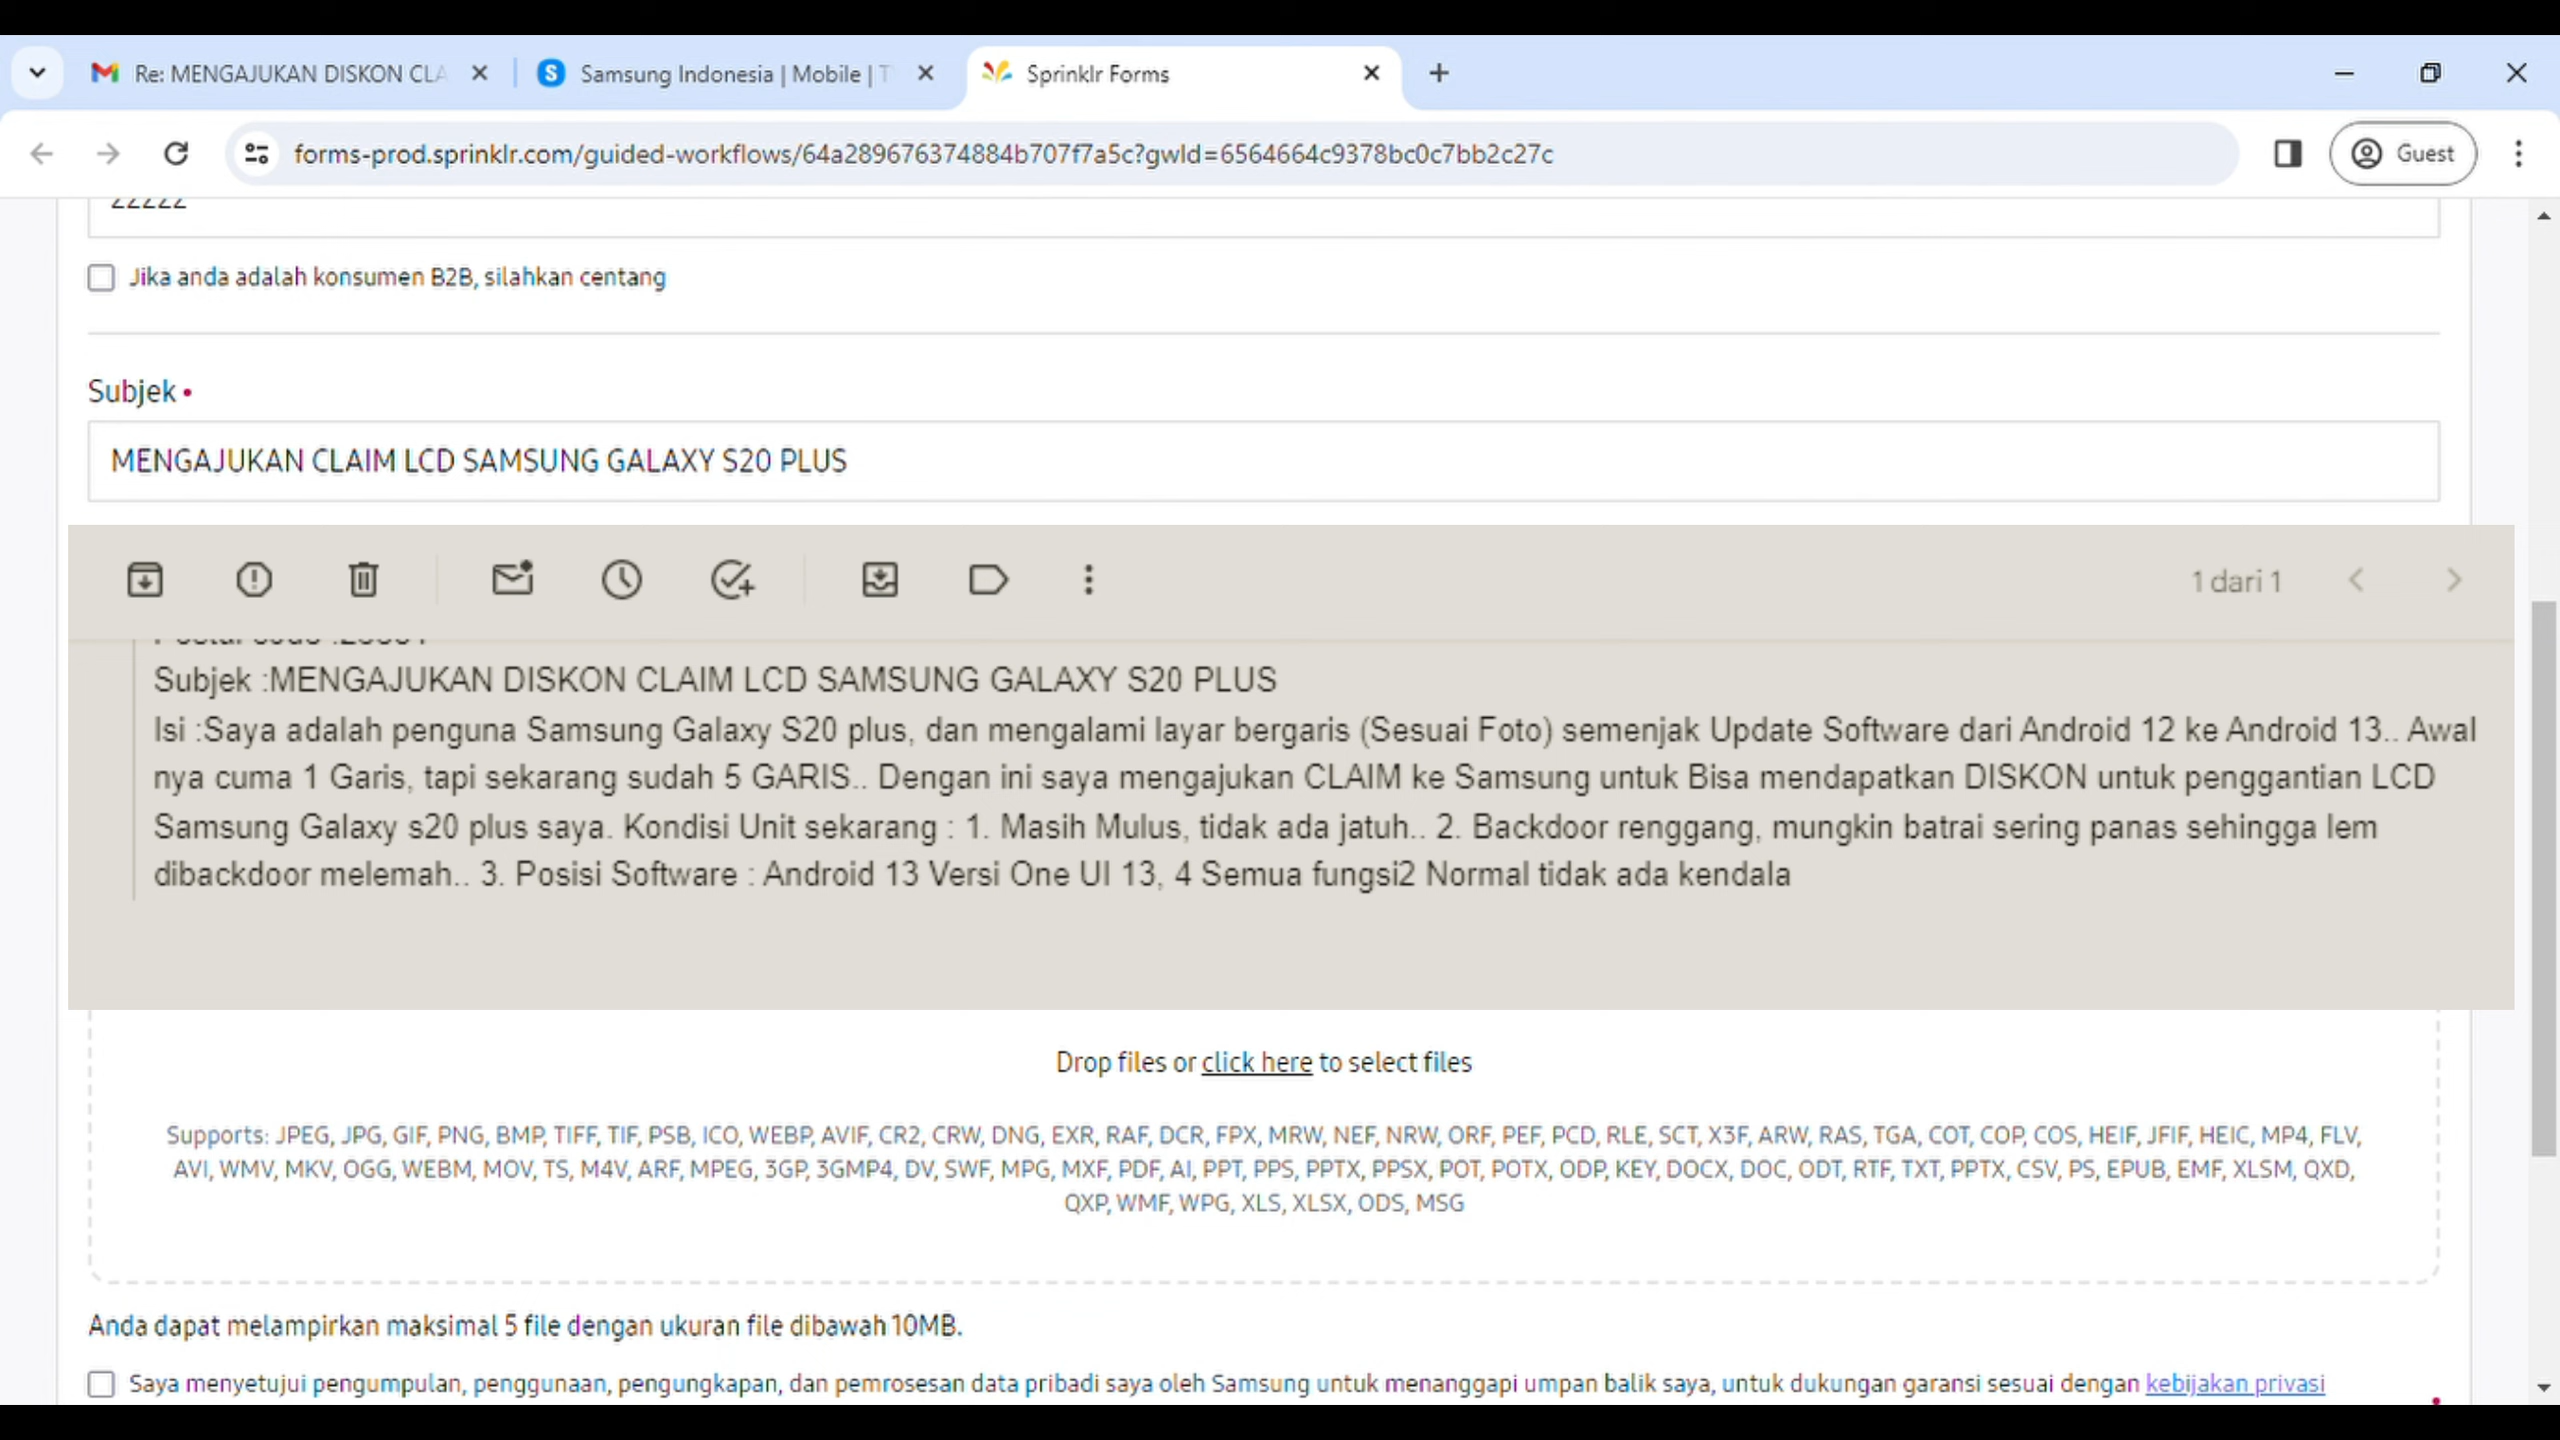 Re: MENGAJUKAN DISKON CLA
Samsung Indonesia | Mobile | T
Sprinklr Forms
forms-prod.sprinklr.com/guided-workflows/64a289676374884b707f7a5c?gwId=6564664c9378bc0c7bb2c27c
Guest
22222
Jika anda adalah konsumen B2B, silahkan centang
Subjek •
MENGAJUKAN CLAIM LCD SAMSUNG GALAXY S20 PLUS
1 dari 1
Subjek :MENGAJUKAN DISKON CLAIM LCD SAMSUNG GALAXY S20 PLUS
Isi :Saya adalah penguna Samsung Galaxy S20 plus, dan mengalami layar bergaris (Sesuai Foto) semenjak Update Software dari Android 12 ke Android 13.. Awal
nya cuma 1 Garis, tapi sekarang sudah 5 GARIS.. Dengan ini saya mengajukan CLAIM ke Samsung untuk Bisa mendapatkan DISKON untuk penggantian LCD
Samsung Galaxy s20 plus saya. Kondisi Unit sekarang : 1. Masih Mulus, tidak ada jatuh.. 2. Backdoor renggang, mungkin batrai sering panas sehingga lem
dibackdoor melemah.. 3. Posisi Software : Android 13 Versi One UI 13, 4 Semua fungsi2 Normal tidak ada kendala
Drop files or click here to select files
Supports: JPEG, JPG, GIF, PNG, BMP, TIFF, TIF, PSB, ICO, WEBP, AVIF, CR2, CRW, DNG, EXR, RAF, DCR, FPX, MRW, NEF, NRW, ORF, PEF, PCD, RLE, SCT, X3F, ARW, RAS, TGA, COT, COP, COS, HEIF, JFIF, HEIC, MP4, FLV,
AVI, WMV, MKV, OGG, WEBM, MOV, TS, M4V, ARF, MPEG, 3GP, 3GMP4, DV, SWF, MPG, MXF, PDF, AI, PPT, PPS, PPTX, PPSX, POT, POTX, ODP, KEY, DOCX, DOC, ODT, RTF, TXT, PPTX, CSV, PS, EPUB, EMF, XLSM, QXD,
QXP, WMF, WPG, XLS, XLSX, ODS, MSG
Anda dapat melampirkan maksimal 5 file dengan ukuran file dibawah 10MB.
Saya menyetujui pengumpulan, penggunaan, pengungkapan, dan pemrosesan data pribadi saya oleh Samsung untuk menanggapi umpan balik saya, untuk dukungan garansi sesuai dengan kebijakan privasi